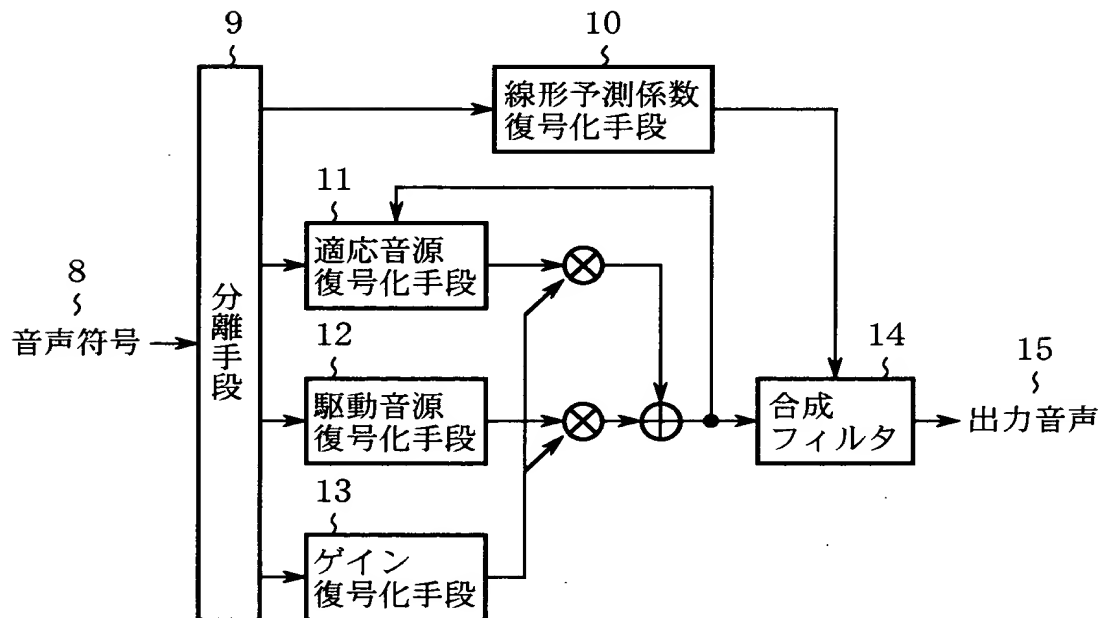 9
10
線形予測係数
復号化手段
11
適応音源
復号化手段
8
音声符号
分離手段
12
駆動音源
復号化手段
14
合成
フィルタ
15
出力音声
13
ゲイン
復号化手段